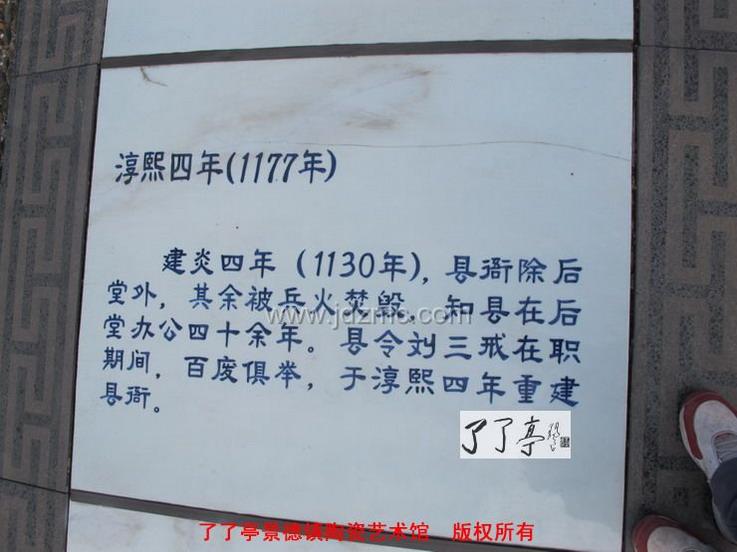 淳熙四年(1177年)
建炎四年(1130年)，县衙除后
堂外，其余被兵火焚毁，知县在后
堂办公四十余年。县令刘三戒在职
期间，百废俱举，于淳熙四年重建
县衙。
www.jdzmc.com
了了亭
了了亭景德镇陶瓷艺术馆 版权所有